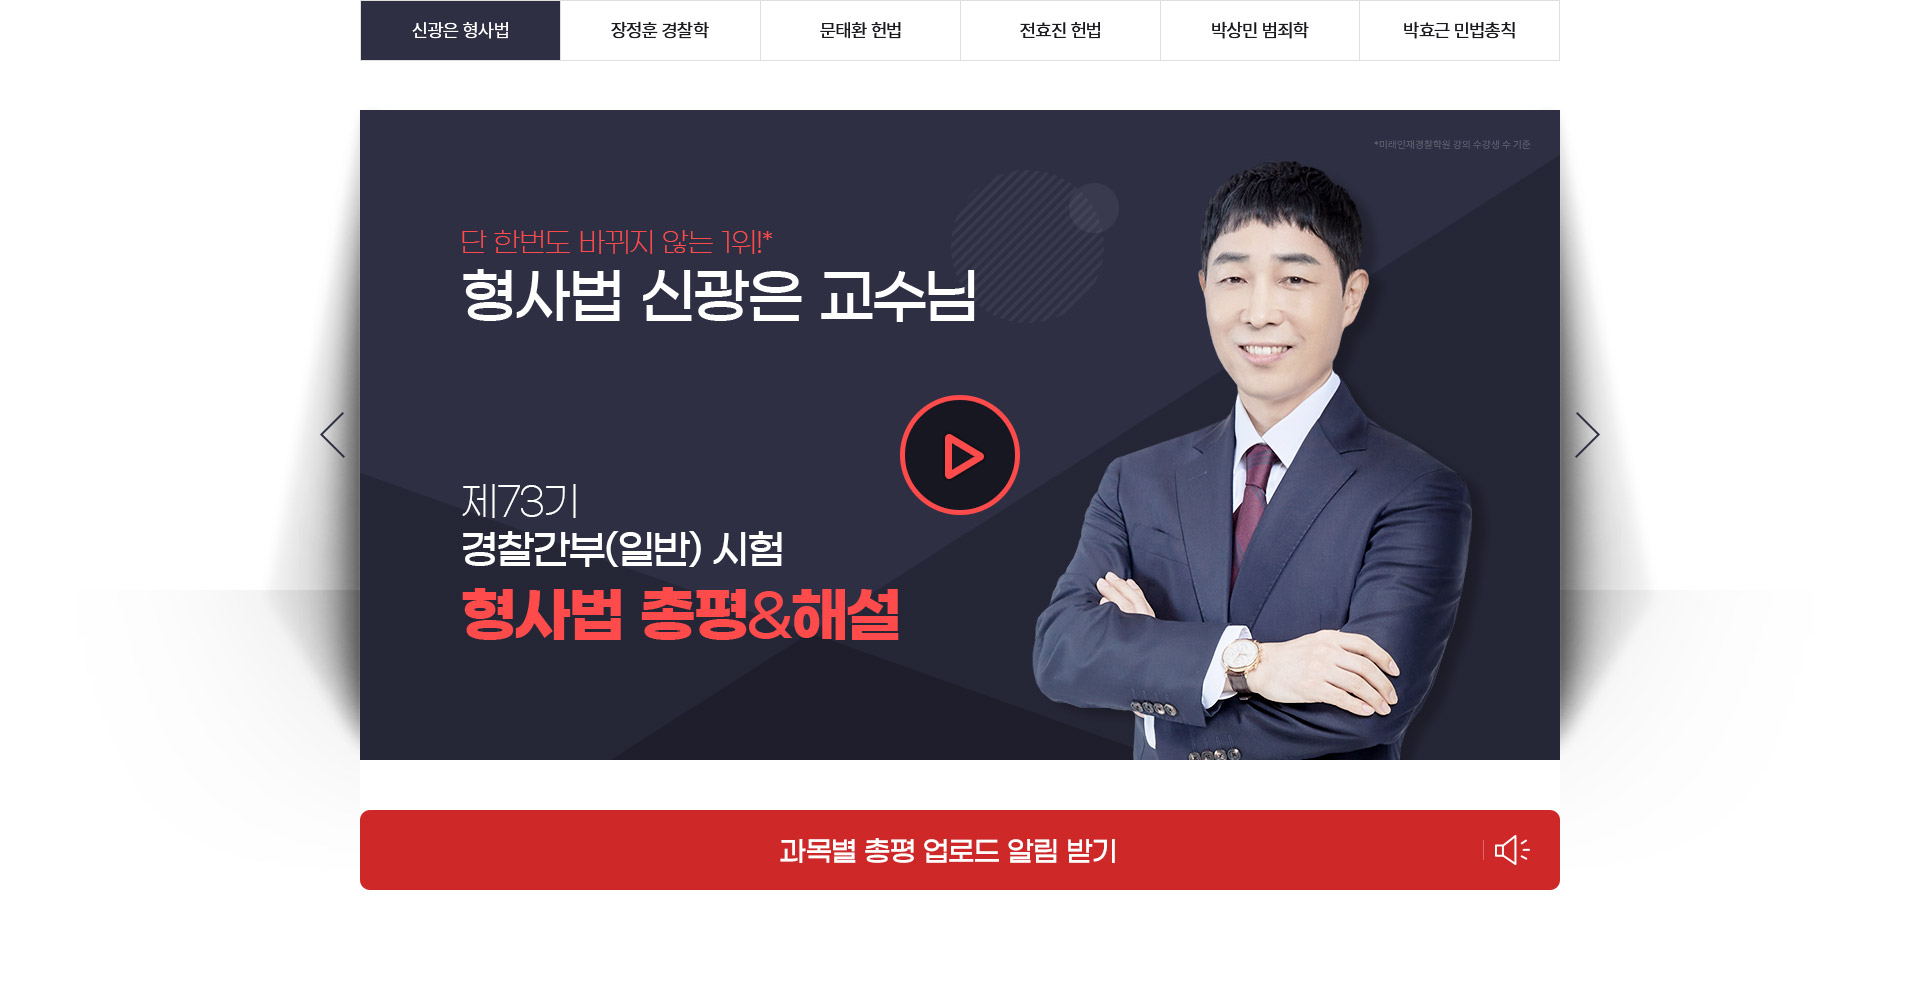 신광은 형사법
장정훈 경찰학
문태환 헌법
전효진 헌법
박상민 범죄학
박효근 민법총칙
*미래인재경찰학원 강의 수강생 수 기준
단 한번도 바뀌지 않는 1위!*
형사법 신광은 교수님
제73기
경찰간부(일반) 시험
형사법 총평&해설
과목별 총평 업로드 알림 받기